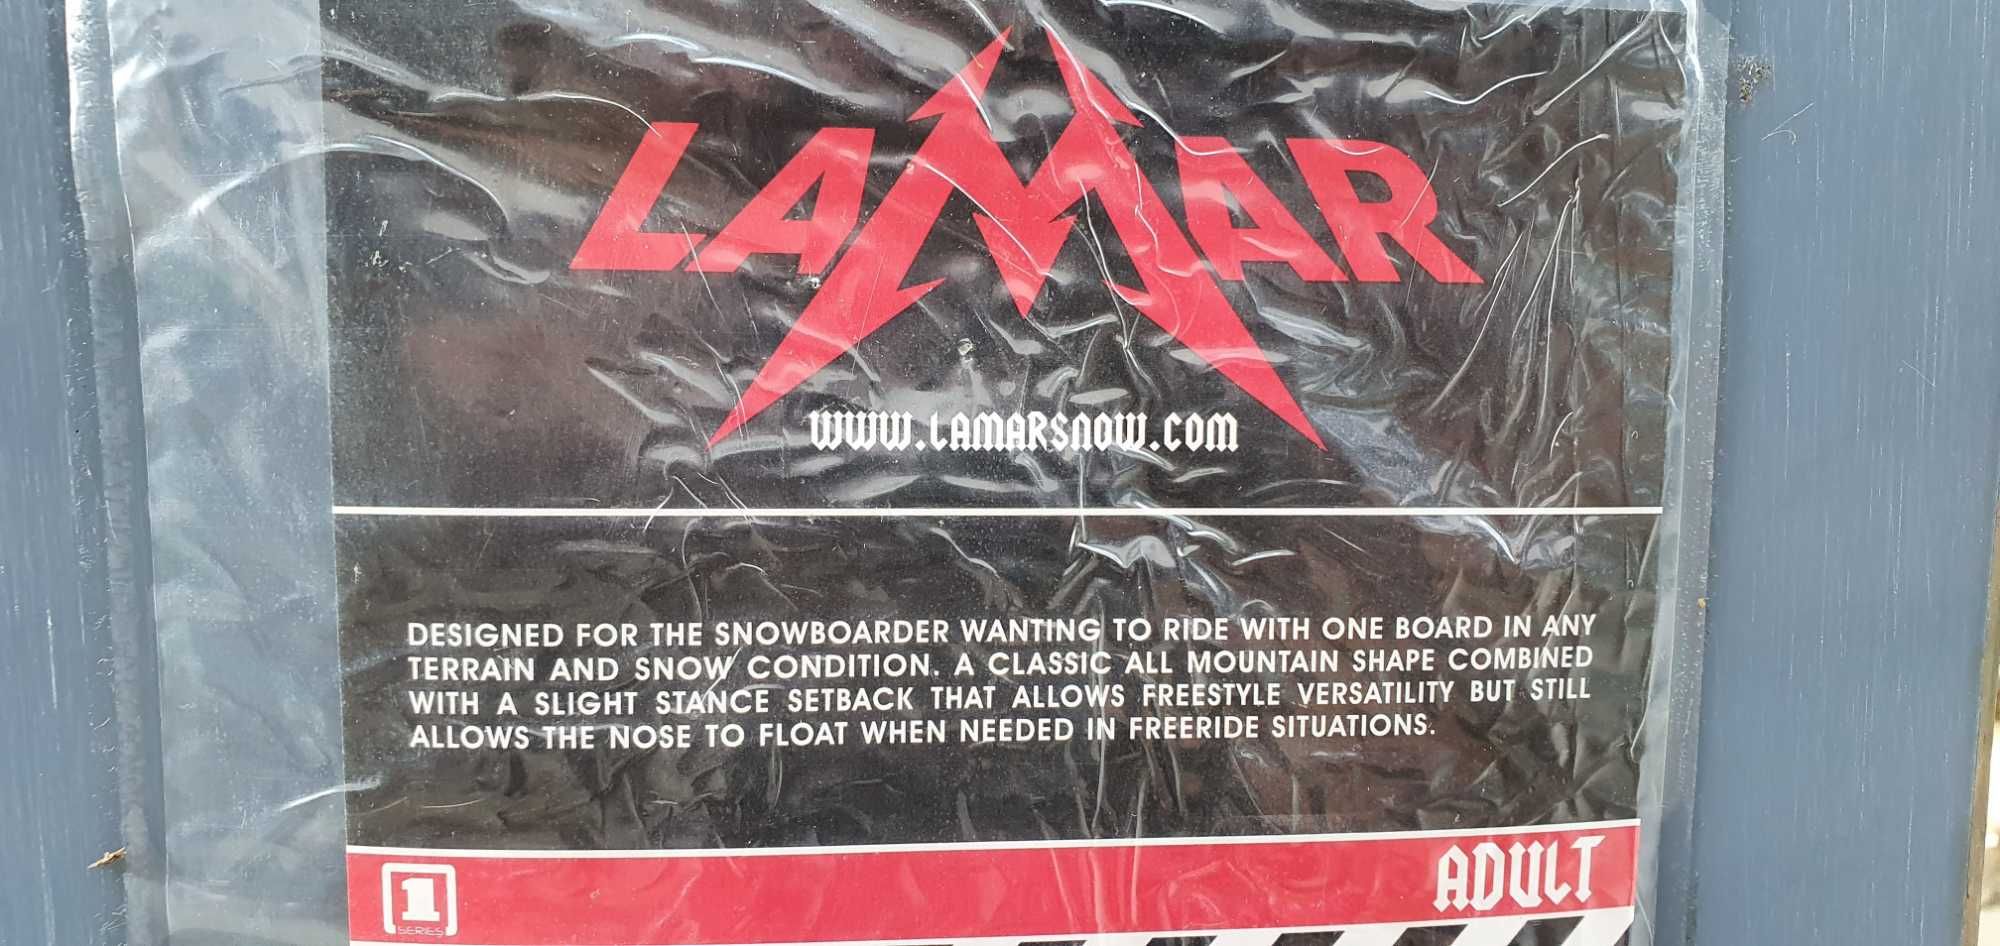 LAMAR
WWW.LAMARSNOW.COM
DESIGNED FOR THE SNOWBOARDER WANTING TO RIDE WITH ONE BOARD IN ANY
TERRAIN AND SNOW CONDITION. A CLASSIC ALL MOUNTAIN SHAPE COMBINED
WITH A SLIGHT STANCE SETBACK THAT ALLOWS FREESTYLE VERSATILITY BUT STILL
ALLOWS THE NOSE TO FLOAT WHEN NEEDED IN FREERIDE SITUATIONS.
ADULT
1
SERIES